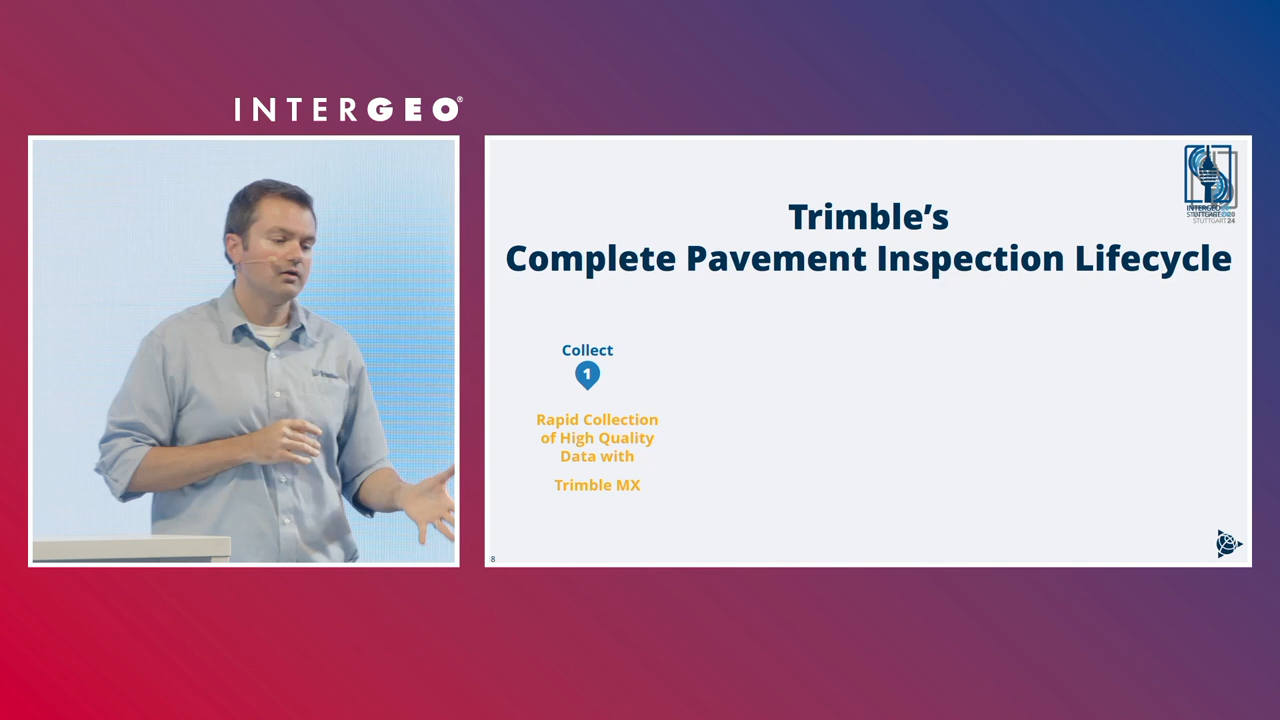 INTERGEO®
Trimble's
Complete Pavement Inspection Lifecycle
Collect
1
Rapid Collection
of High Quality
Data with
Trimble MX
8